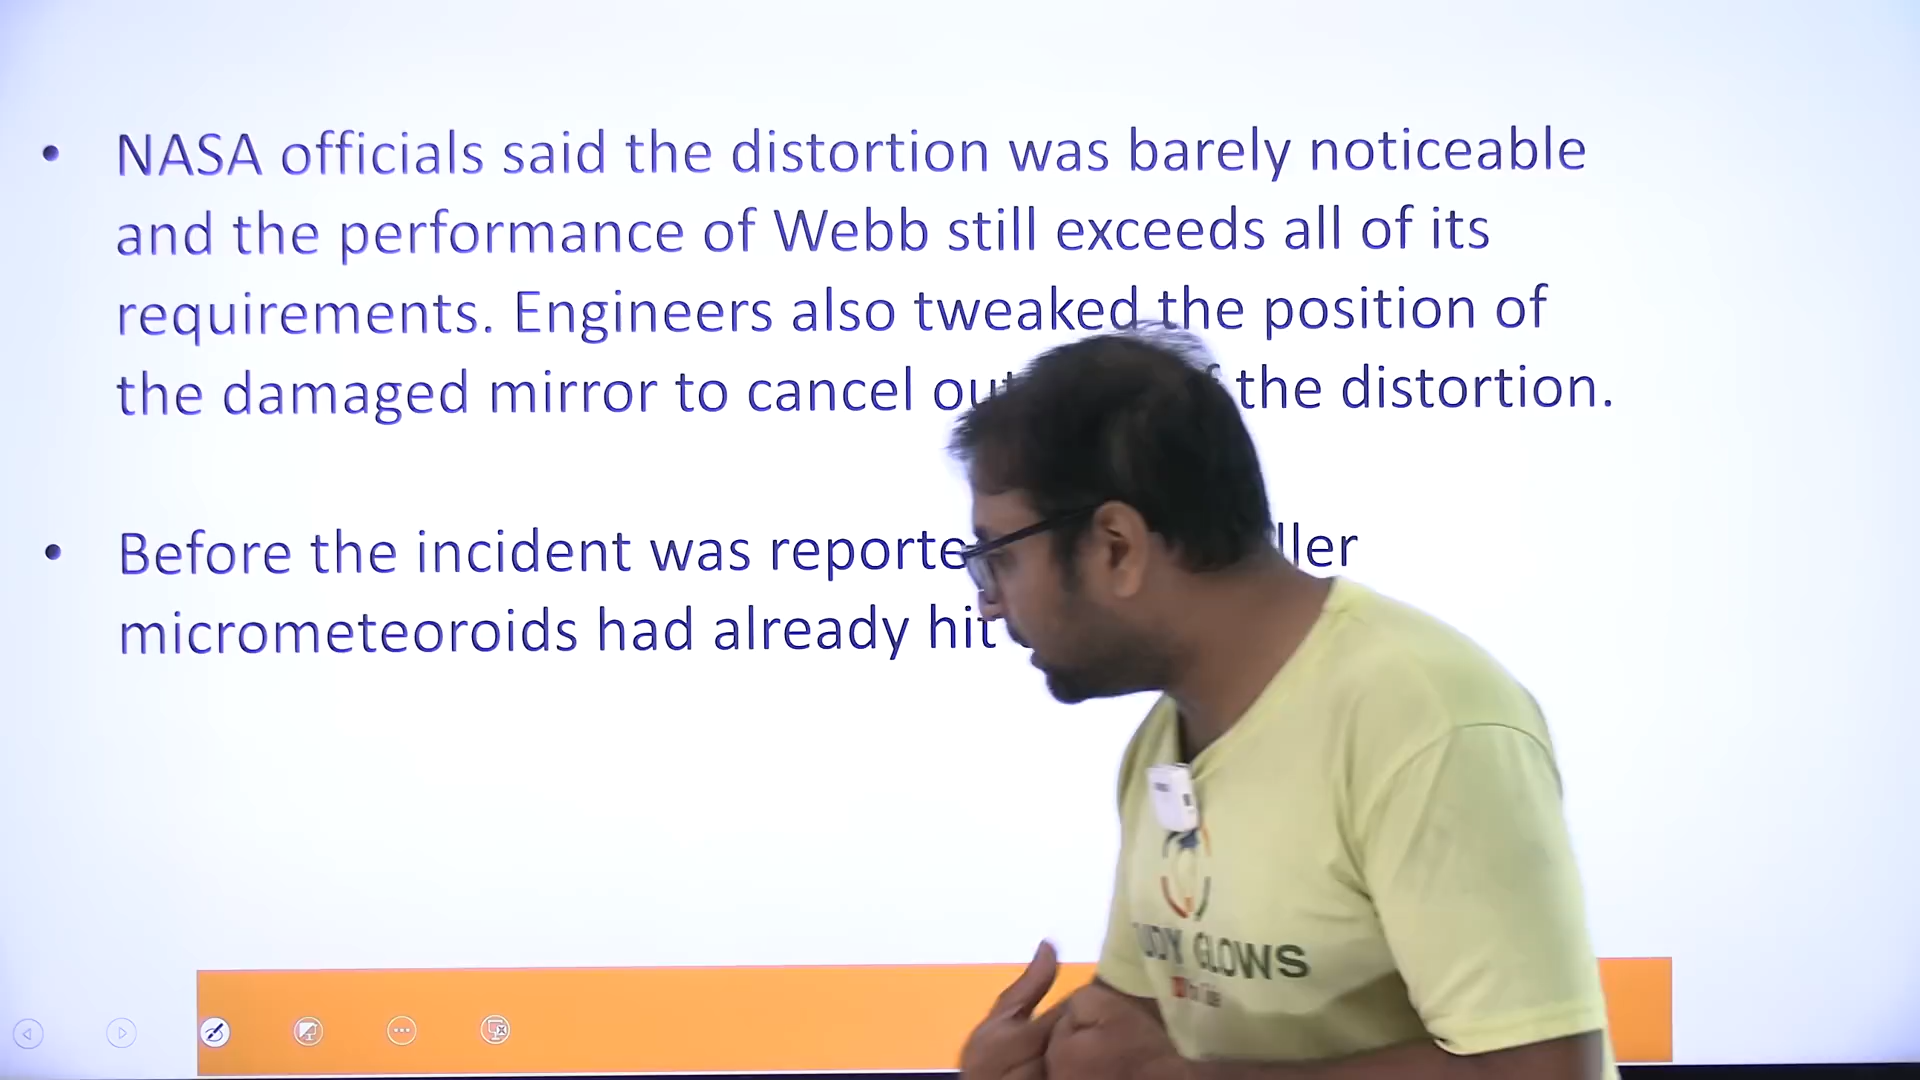 • NASA officials said the distortion was barely noticeable
and the performance of Webb still exceeds all of its
requirements. Engineers also tweaked the position of
the damaged mirror to cancel out the distortion.
• Before the incident was reporte
micrometeoroids had already hit
GLOWS